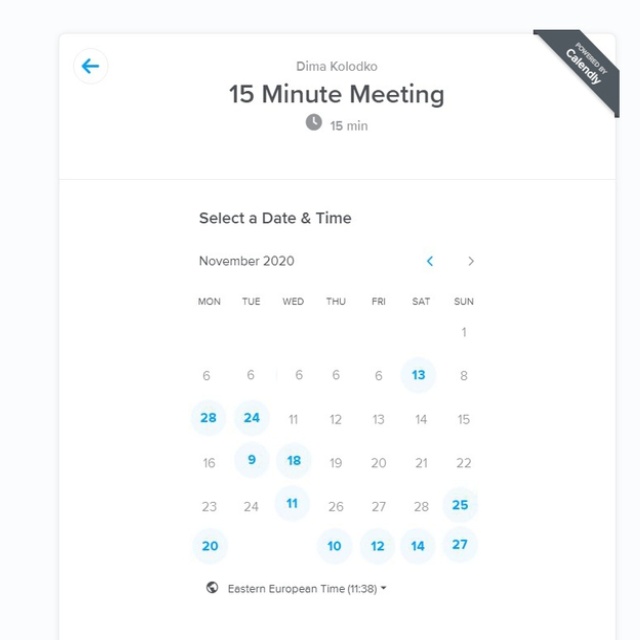 POWERED BY
Calendly
Dima Kolodko
15 Minute Meeting
15 min
Select a Date & Time
November 2020
MON TUE WED THU FRI SAT SUN
1
6 6 6 6 6 13 8
28 24 11 12 13 14 15
16 9 18 19 20 21 22
23 24 11 26 27 28 25
20 10 12 14 27
Eastern European Time (11:38)